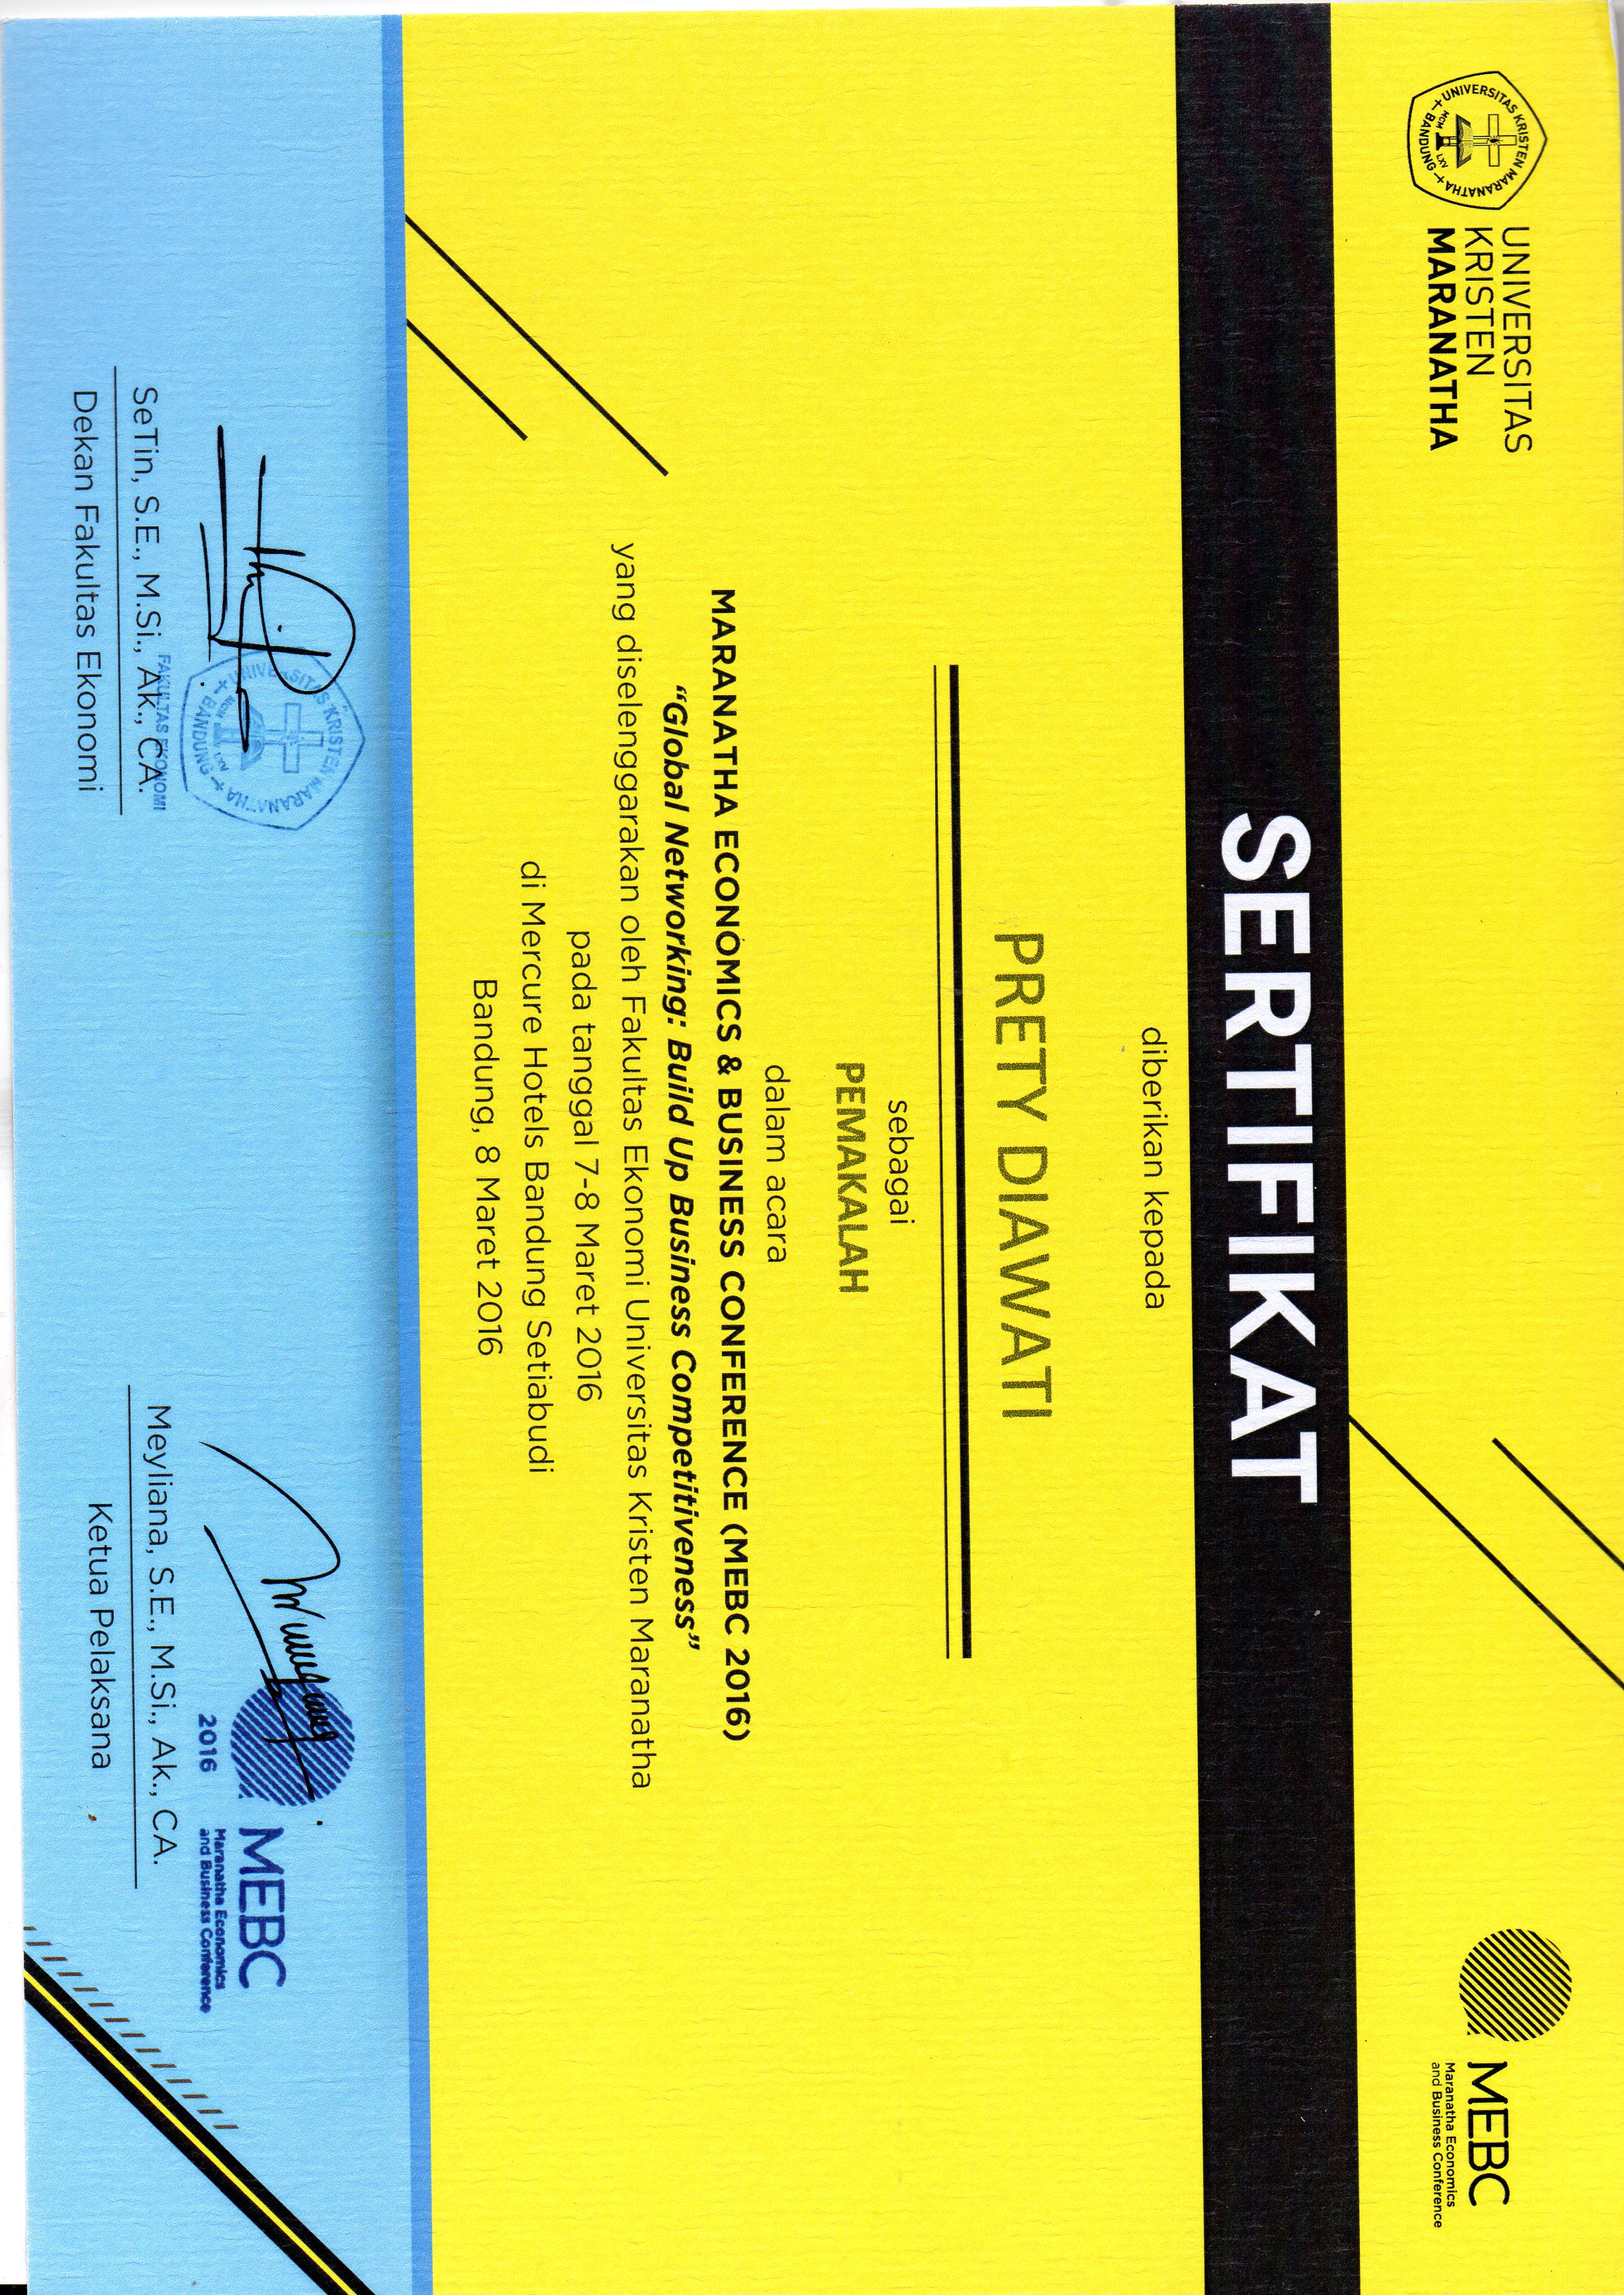 UNIVERSITAS KRISTEN MARANATHA
BANDUNG
MCM LXV
UNIVERSITAS
KRISTEN
MARANATHA
MEBC
Maranatha Economics
and Business Conference
SERTIFIKAT
diberikan kepada
PRETY DIAWATI
sebagai
PEMAKALAH
dalam acara
MARANATHA ECONOMICS & BUSINESS CONFERENCE (MEBC 2016)
“Global Networking: Build Up Business Competitiveness”
yang diselenggarakan oleh Fakultas Ekonomi Universitas Kristen Maranatha
pada tanggal 7-8 Maret 2016
di Mercure Hotels Bandung Setiabudi
Bandung, 8 Maret 2016
UNIVERSITAS KRISTEN MARANATHA
BANDUNG
MCM LXV
FAKULTAS EKONOMI
SeTin, S.E., M.Si., Ak., CA.
Dekan Fakultas Ekonomi
2016
MEBC
Maranatha Economics
and Business Conference
Meyliana, S.E., M.Si., Ak., CA.
Ketua Pelaksana